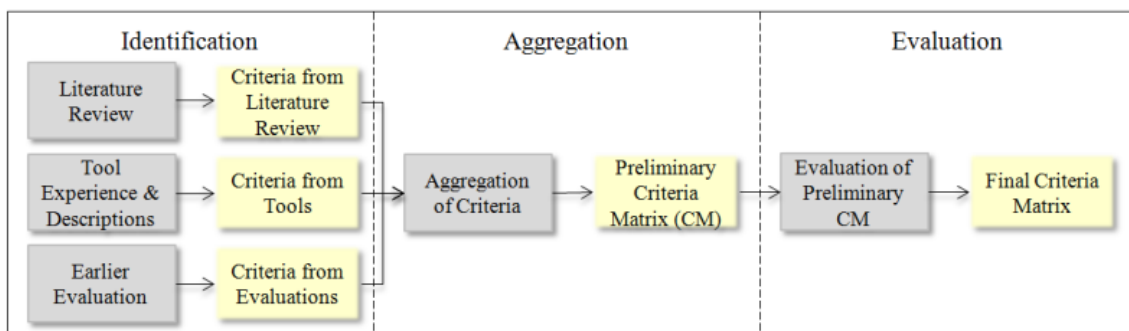 Identification
Aggregation
Evaluation
Literature
Review
Criteria from
Literature
Review
Tool
Experience &
Descriptions
Criteria from
Tools
Earlier
Evaluation
Criteria from
Evaluations
Aggregation
of Criteria
Preliminary
Criteria
Matrix (CM)
Evaluation of
Preliminary
CM
Final Criteria
Matrix